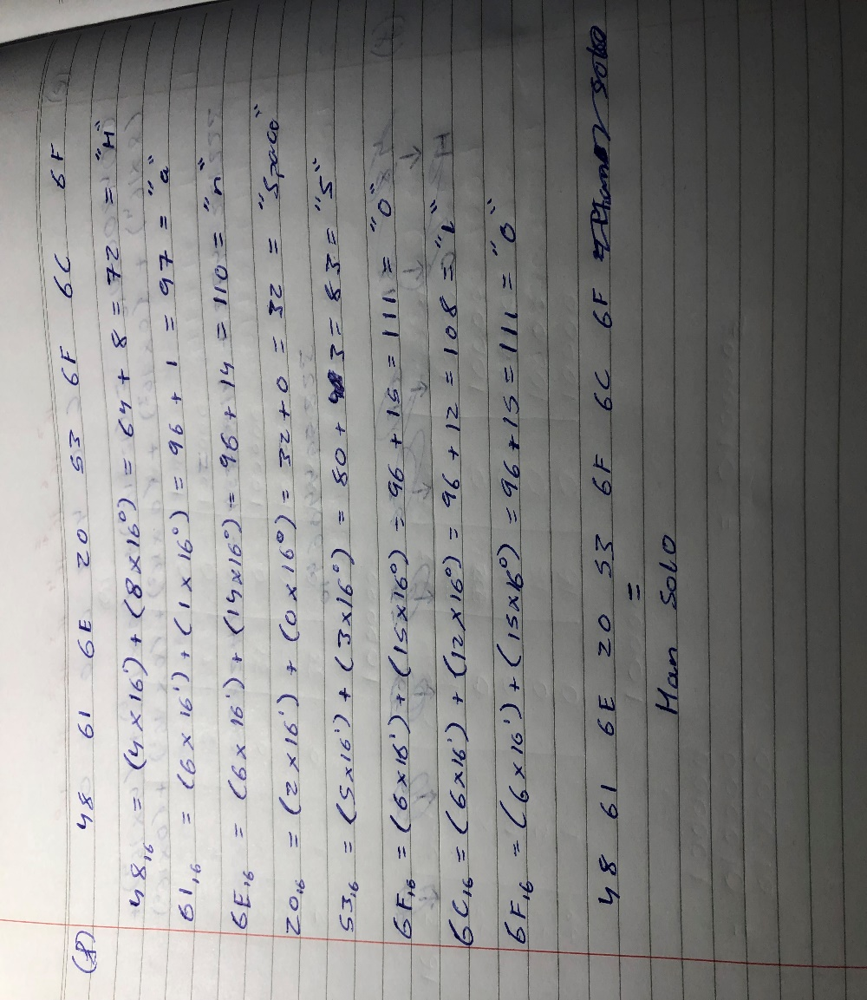 (f) 48 61 6E 20 53 6F 6C 6F
48₁₆ = (4 x 16¹) + (8 x 16⁰) = 64 + 8 = 72 = "H"
61₁₆ = (6 x 16¹) + (1 x 16⁰) = 96 + 1 = 97 = "a"
6E₁₆ = (6 x 16¹) + (14 x 16⁰) = 96 + 14 = 110 = "n"
20₁₆ = (2 x 16¹) + (0 x 16⁰) = 32 + 0 = 32 = "Space"
53₁₆ = (5 x 16¹) + (3 x 16⁰) = 80 + 3 = 83 = "S"
6F₁₆ = (6 x 16¹) + (15 x 16⁰) = 96 + 15 = 111 = "o"
6C₁₆ = (6 x 16¹) + (12 x 16⁰) = 96 + 12 = 108 = "l"
6F₁₆ = (6 x 16¹) + (15 x 16⁰) = 96 + 15 = 111 = "o"
48 61 6E 20 53 6F 6C 6F
=
Han Solo